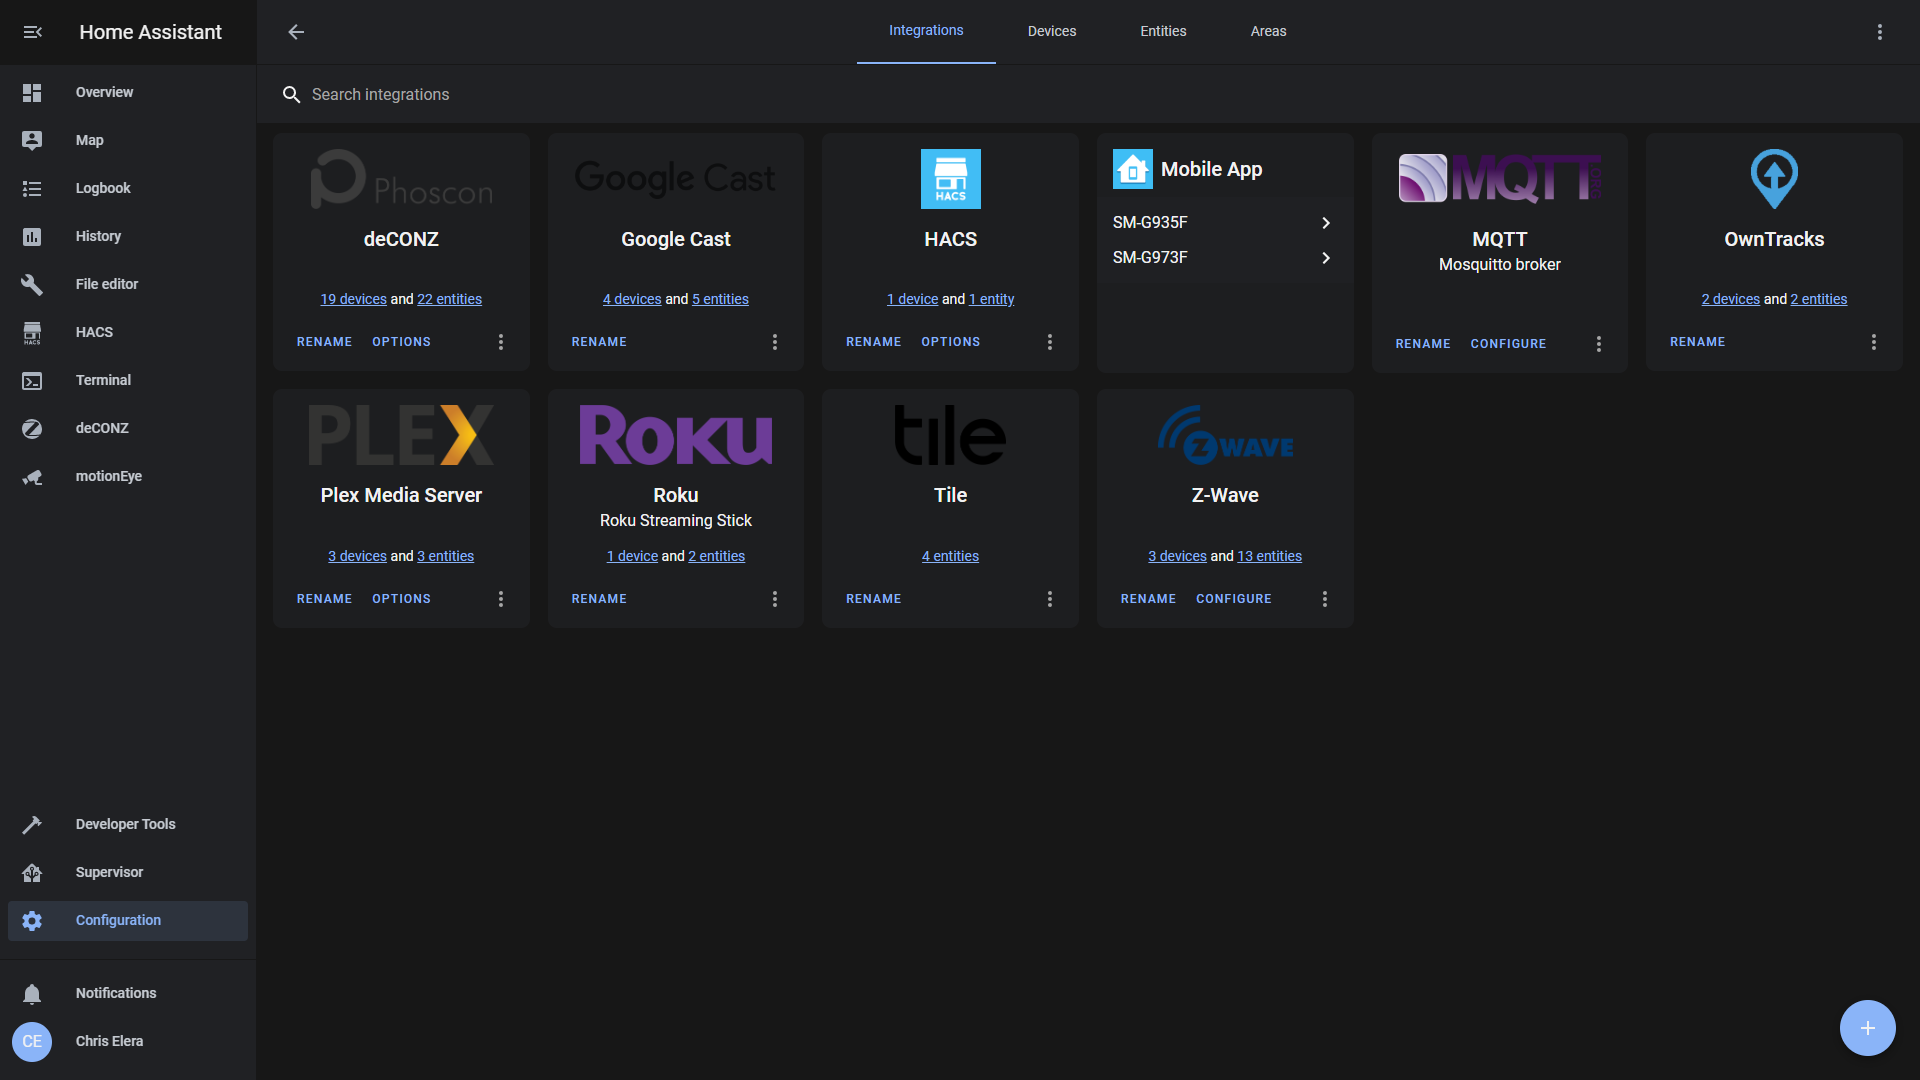 Home Assistant
Integrations
Devices
Entities
Areas
Search integrations
Overview
Map
Logbook
History
File editor
HACS
HACS
Terminal
deCONZ
motionEye
Developer Tools
Supervisor
Configuration
Notifications
CE
Chris Elera
Phoscon
deCONZ
19 devices and 22 entities
RENAME OPTIONS
Google Cast
Google Cast
4 devices and 5 entities
RENAME
HACS
HACS
1 device and 1 entity
RENAME OPTIONS
Mobile App
SM-G935F
SM-G973F
MQTT
MQTT
Mosquitto broker
RENAME CONFIGURE
OwnTracks
2 devices and 2 entities
RENAME
PLEX
Plex Media Server
3 devices and 3 entities
RENAME OPTIONS
Roku
Roku
Roku Streaming Stick
1 device and 2 entities
RENAME
tile
Tile
4 entities
RENAME
Z WAVE
Z-Wave
3 devices and 13 entities
RENAME CONFIGURE